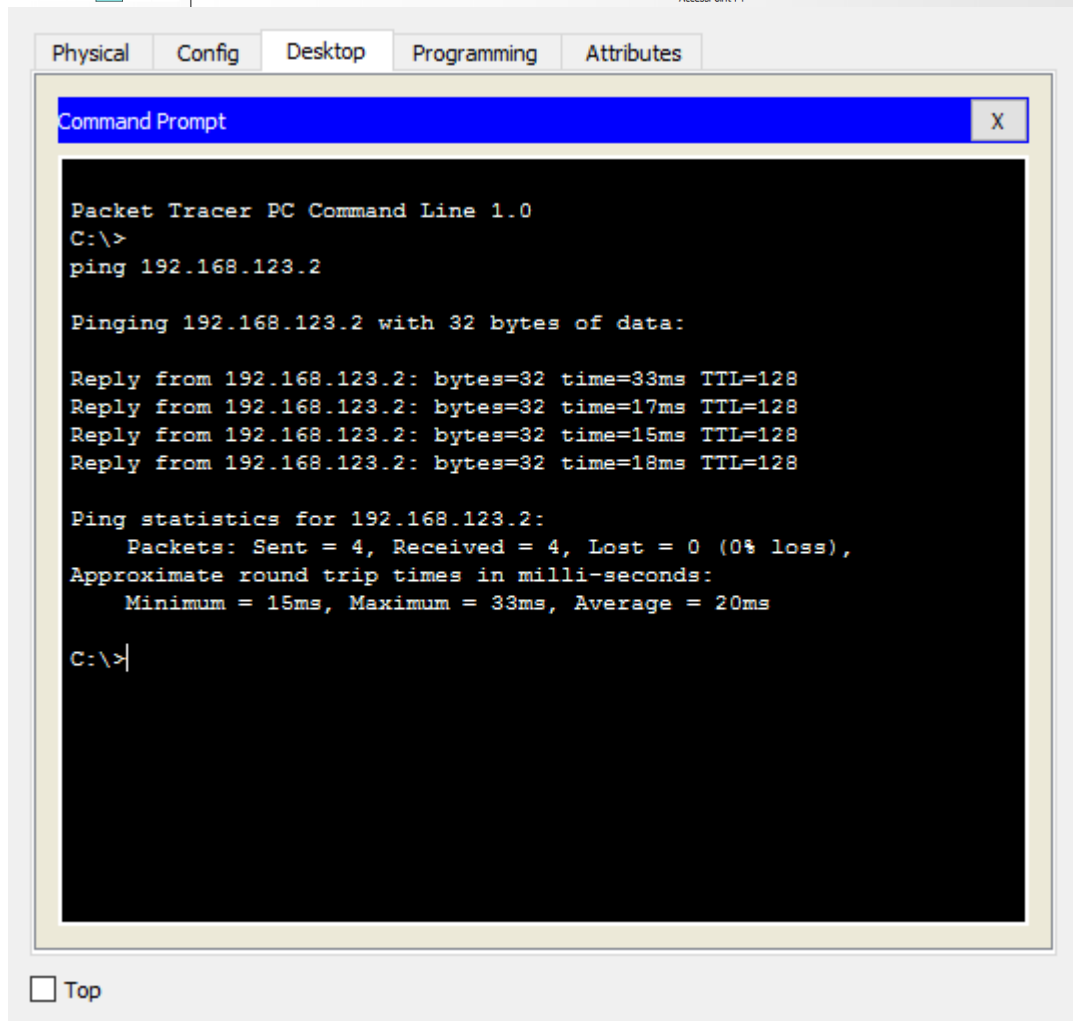 Physical Config Desktop Programming Attributes
Command Prompt X
Packet Tracer PC Command Line 1.0
C:\>
ping 192.168.123.2
Pinging 192.168.123.2 with 32 bytes of data:
Reply from 192.168.123.2: bytes=32 time=33ms TTL=128
Reply from 192.168.123.2: bytes=32 time=17ms TTL=128
Reply from 192.168.123.2: bytes=32 time=15ms TTL=128
Reply from 192.168.123.2: bytes=32 time=18ms TTL=128
Ping statistics for 192.168.123.2:
Packets: Sent = 4, Received = 4, Lost = 0 (0% loss),
Approximate round trip times in milli-seconds:
Minimum = 15ms, Maximum = 33ms, Average = 20ms
C:\>
Top